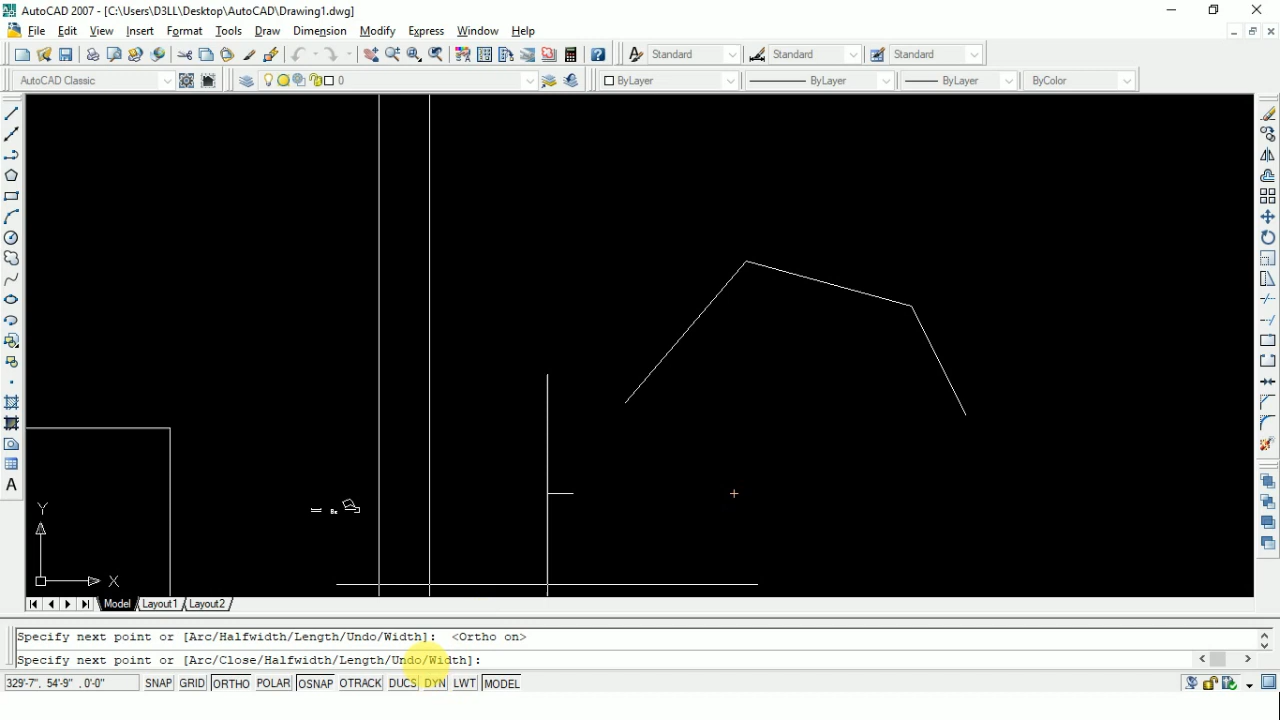 AutoCAD 2007 - [C:\Users\D3LL\Desktop\AutoCAD\Drawing1.dwg]
File Edit View Insert Format Tools Draw Dimension Modify Express Window Help
Standard Standard Standard
AutoCAD Classic 0 ByLayer ByLayer ByLayer ByColor
A
Y
X
Model Layout1 Layout2
Specify next point or [Arc/Halfwidth/Length/Undo/Width]: <Ortho on>
Specify next point or [Arc/Close/Halfwidth/Length/Undo/Width]:
329'-7", 54'-9" , 0'-0" SNAP GRID ORTHO POLAR OSNAP OTRACK DUCS DYN LWT MODEL